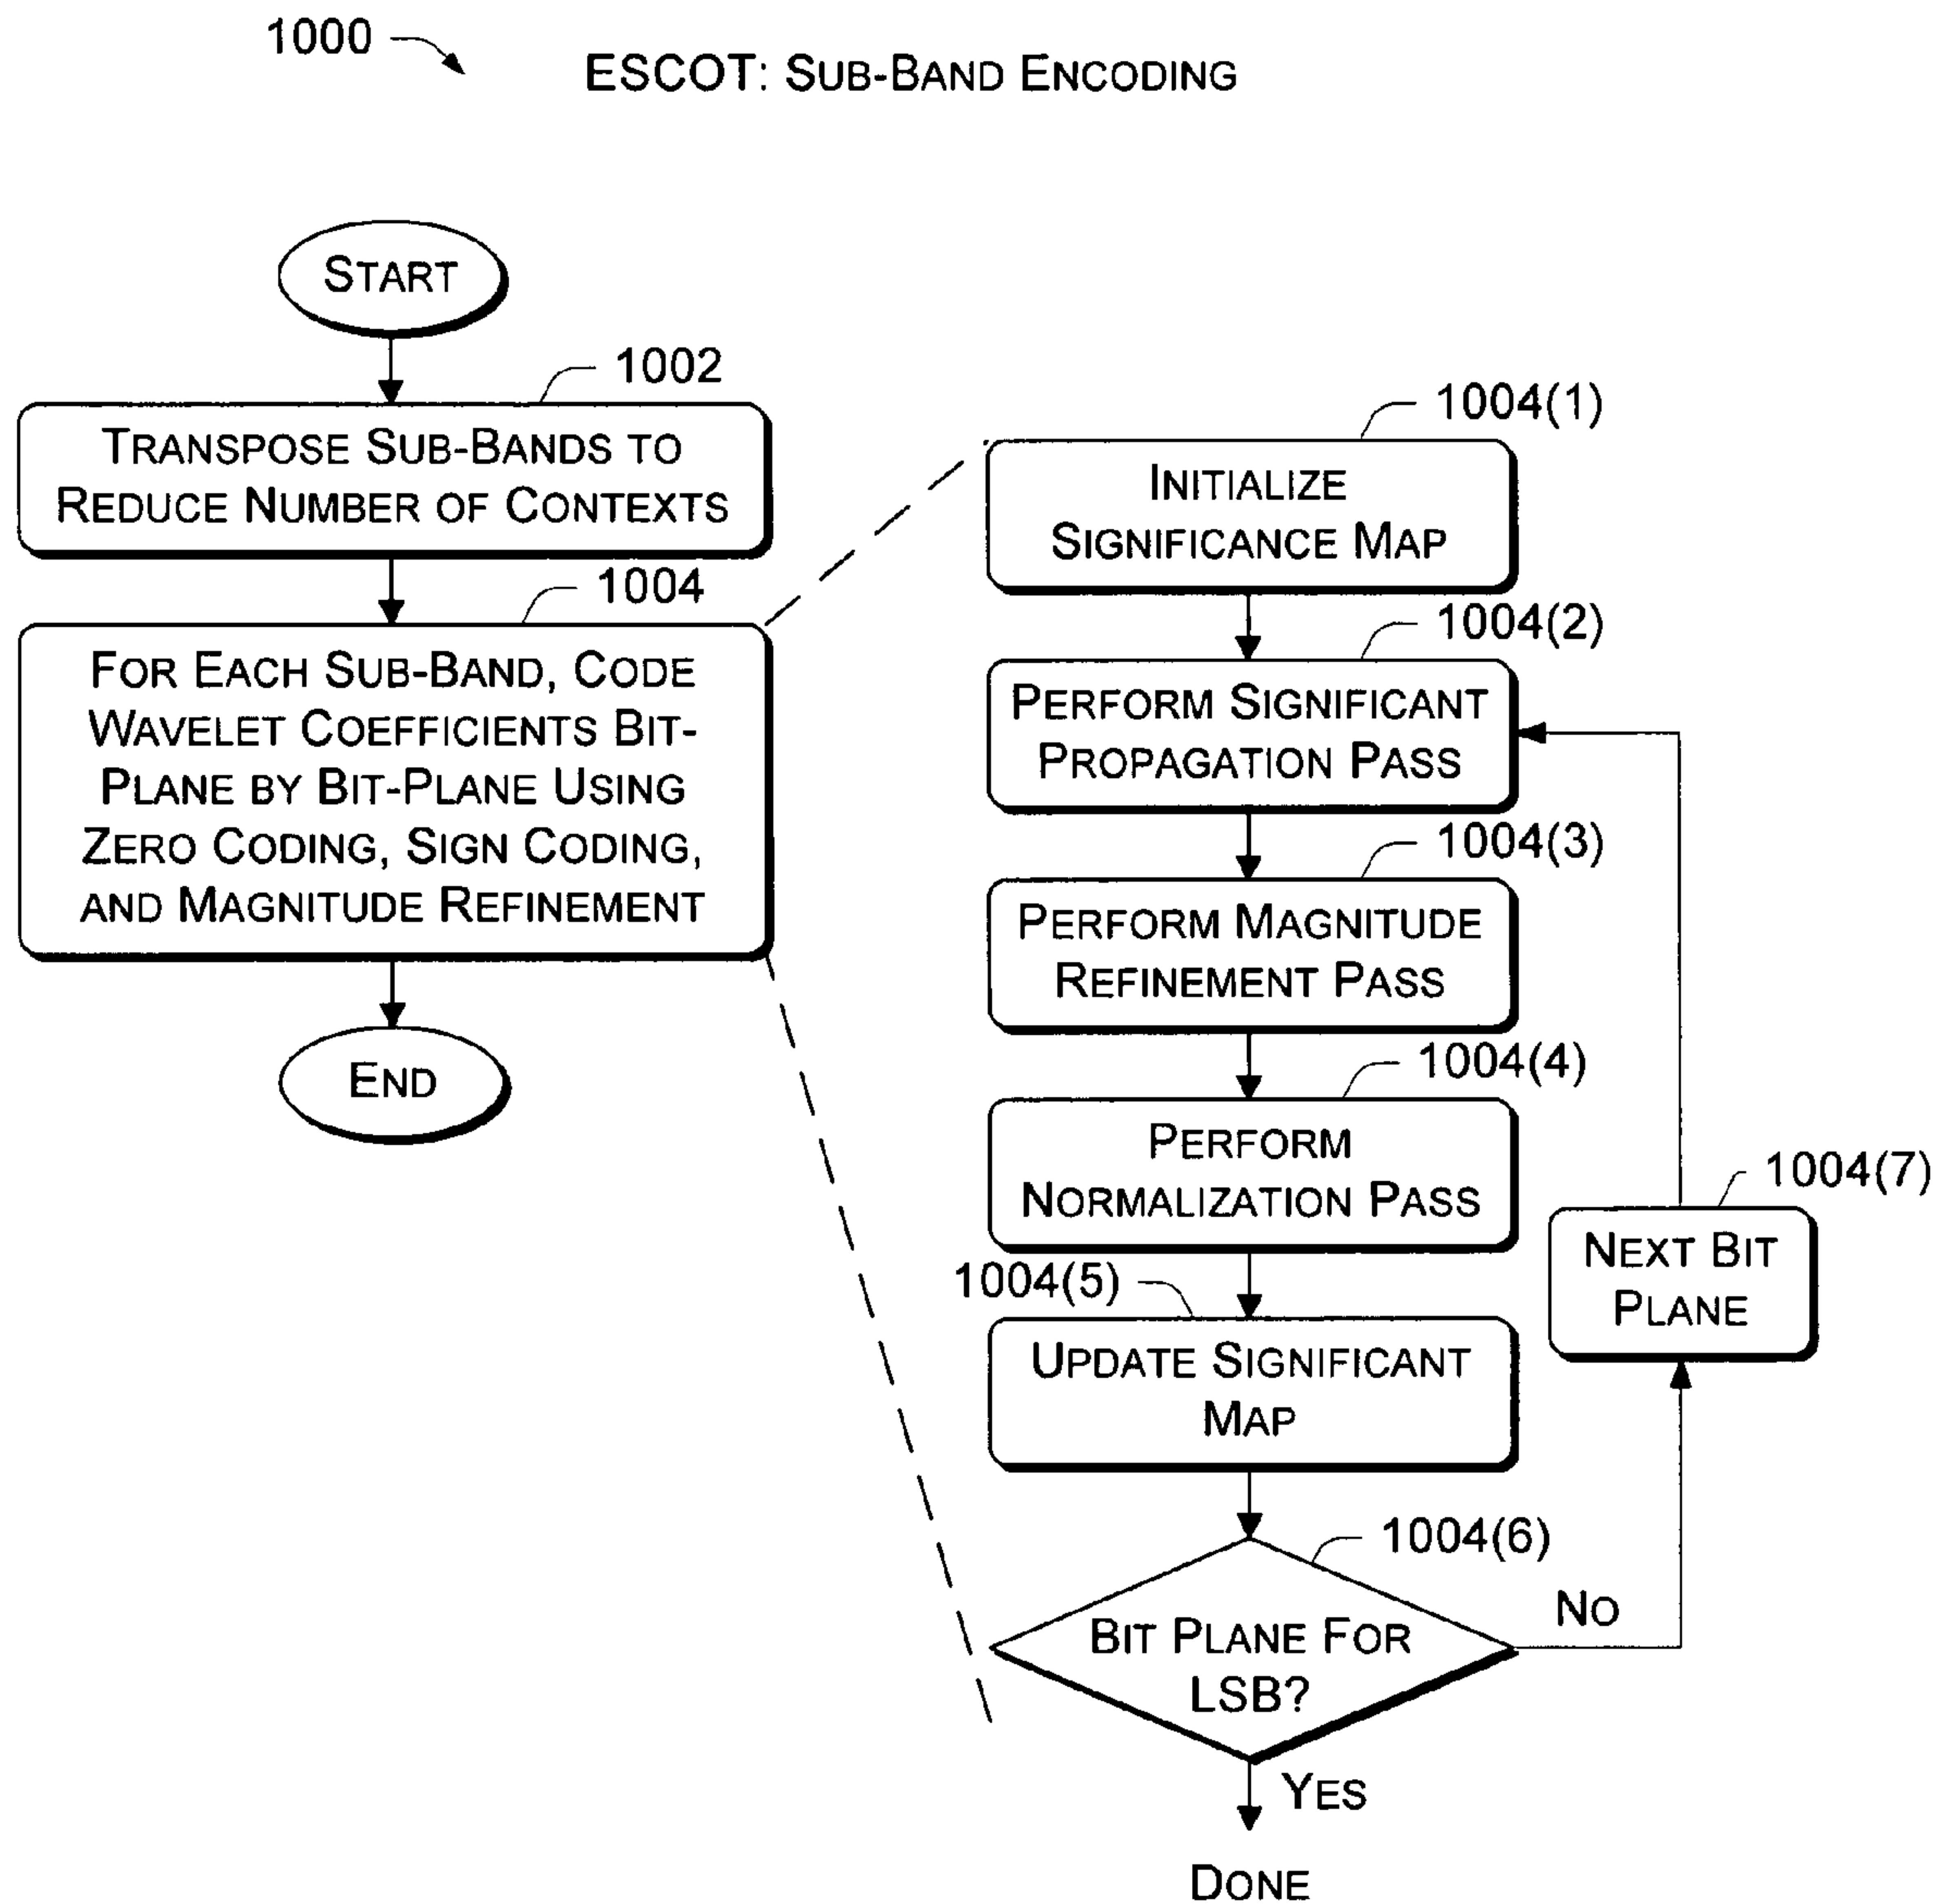 1000
ESCOT: SUB-BAND ENCODING
START
1002
TRANSPOSE SUB-BANDS TO
REDUCE NUMBER OF CONTEXTS
1004
FOR EACH SUB-BAND, CODE
WAVELET COEFFICIENTS BIT-
PLANE BY BIT-PLANE USING
ZERO CODING, SIGN CODING,
AND MAGNITUDE REFINEMENT
END
1004(1)
INITIALIZE
SIGNIFICANCE MAP
1004(2)
PERFORM SIGNIFICANT
PROPAGATION PASS
1004(3)
PERFORM MAGNITUDE
REFINEMENT PASS
1004(4)
PERFORM
NORMALIZATION PASS
1004(5)
UPDATE SIGNIFICANT
MAP
1004(6)
BIT PLANE FOR
LSB?
NO
1004(7)
NEXT BIT
PLANE
YES
DONE